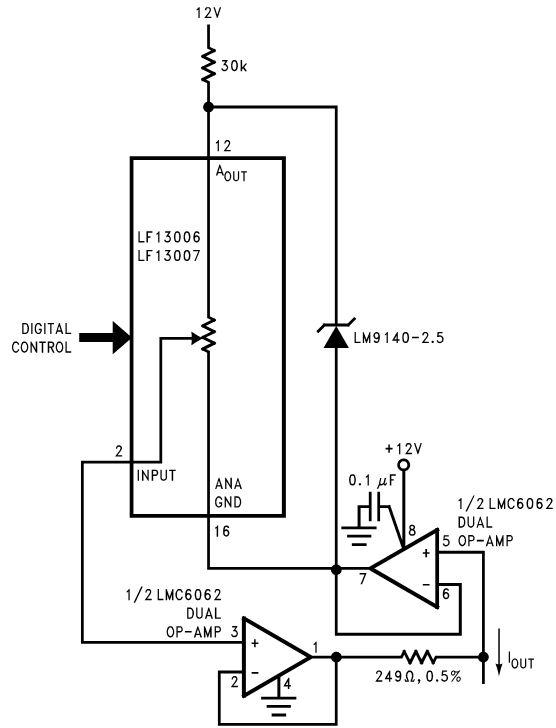 12V
30k
12
AOUT
LF13006
LF13007
DIGITAL
CONTROL
LM9140-2.5
2
INPUT
ANA
GND
16
+12V
0.1 µF
8
1/2 LMC6062
DUAL
OP-AMP
5
+
7
-
6
1/2 LMC6062
DUAL
OP-AMP
3
+
1
-
2
4
249Ω, 0.5%
IOUT